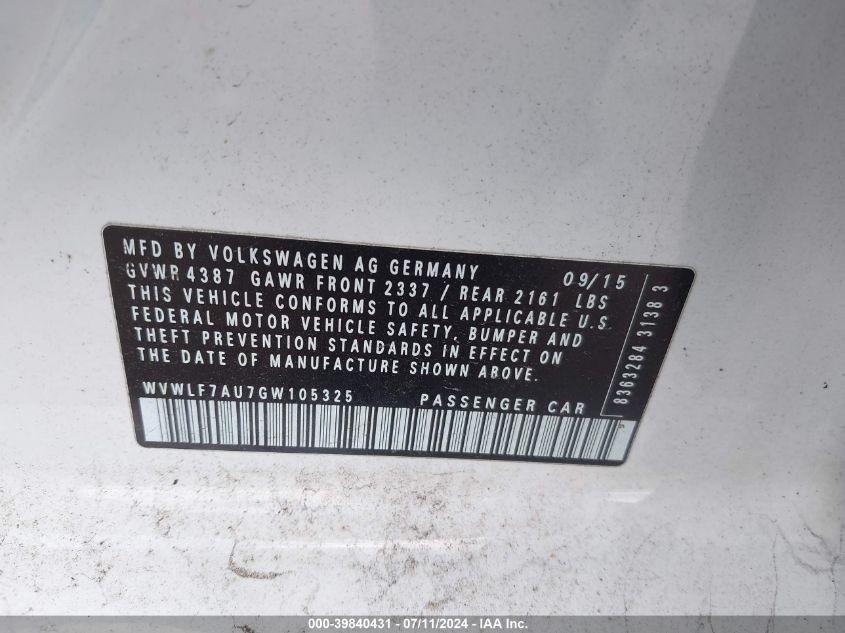 MFD BY VOLKSWAGEN AG GERMANY 09/15
GVWR 4387 GAWR FRONT 2337 / REAR 2161 LBS
THIS VEHICLE CONFORMS TO ALL APPLICABLE U.S.
FEDERAL MOTOR VEHICLE SAFETY, BUMPER AND
THEFT PREVENTION STANDARDS IN EFFECT ON
THE DATE OF MANUFACTURE SHOWN ABOVE.
WVWLF7AU7GW105325 PASSENGER CAR
8363284 3138 3
000-39840431 - 07/11/2024 - IAA Inc.